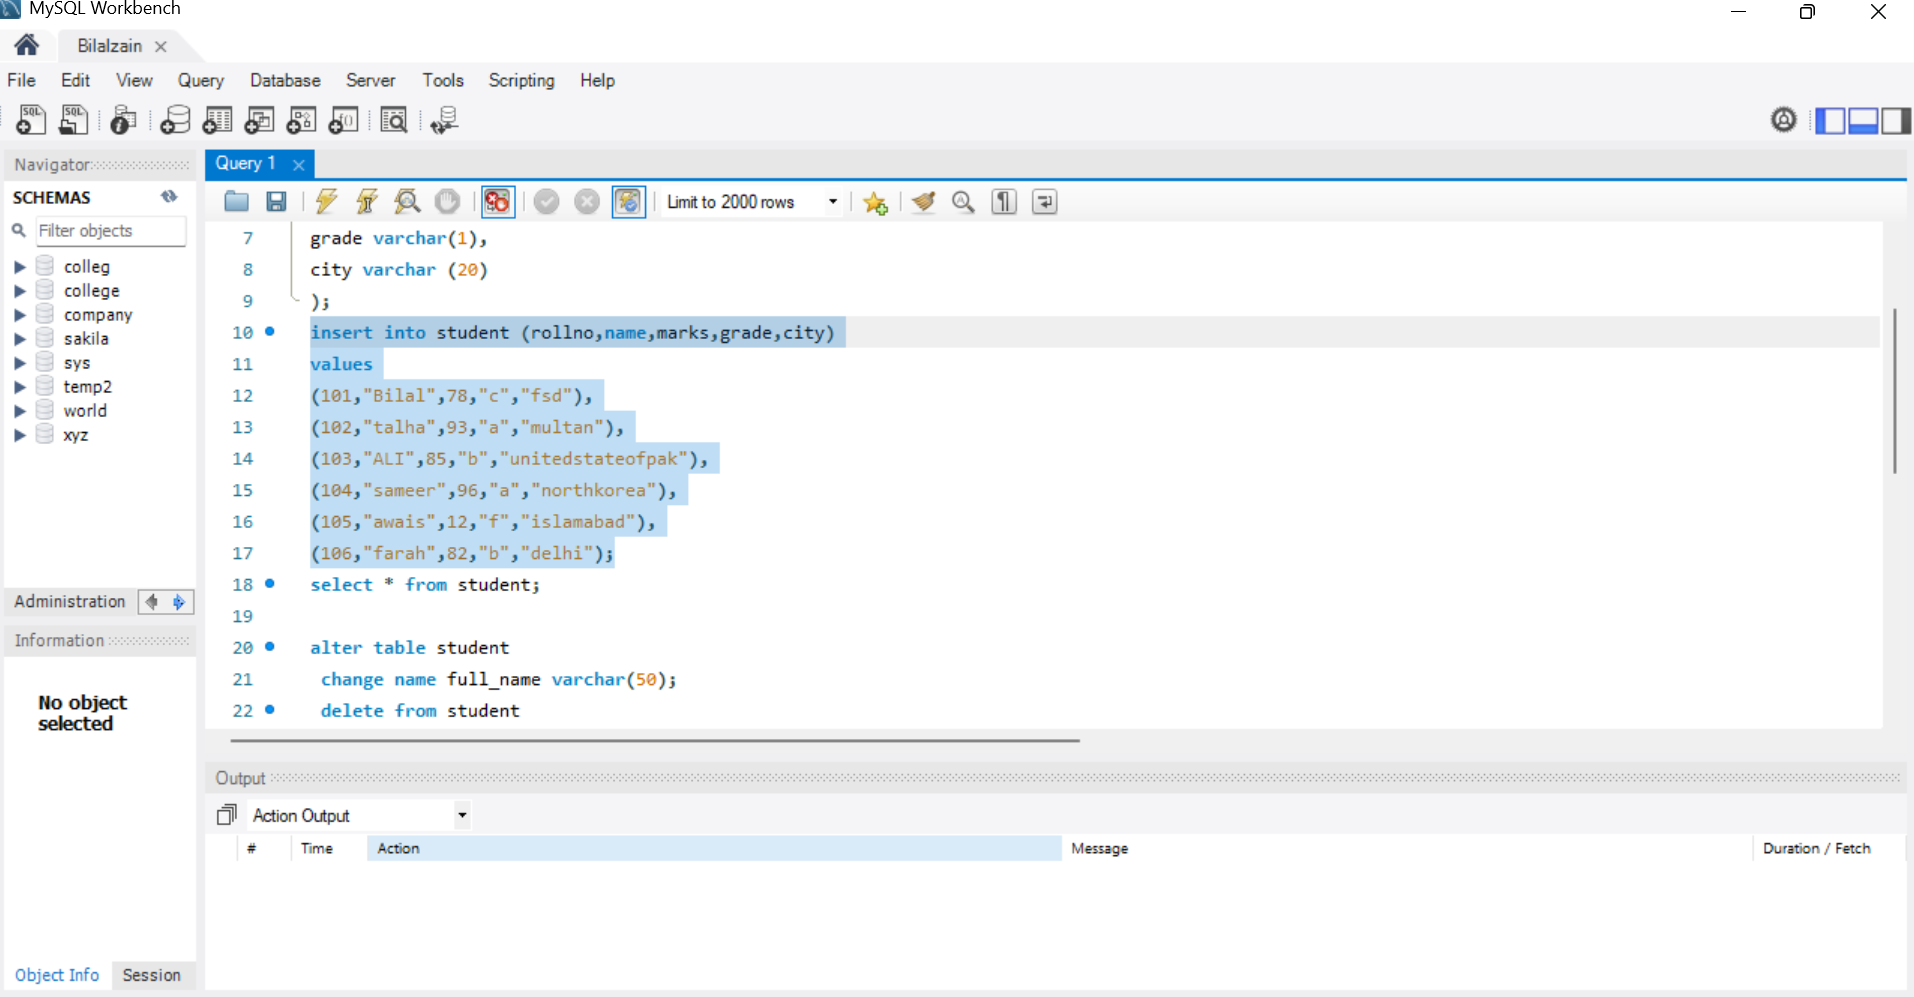 MySQL Workbench
Bilalzain
File Edit View Query Database Server Tools Scripting Help
Navigator
SCHEMAS
Filter objects
colleg
college
company
sakila
sys
temp2
world
xyz
Administration
Information
No object
selected
Object Info Session
Query 1
Limit to 2000 rows
7 grade varchar(1),
8 city varchar (20)
9 );
10 insert into student (rollno,name,marks,grade,city)
11 values
12 (101,"Bilal",78,"c","fsd"),
13 (102,"talha",93,"a","multan"),
14 (103,"ALI",85,"b","unitedstateofpak"),
15 (104,"sameer",96,"a","northkorea"),
16 (105,"awais",12,"f","islamabad"),
17 (106,"farah",82,"b","delhi");
18 select * from student;
19
20 alter table student
21 change name full_name varchar(50);
22 delete from student
Output
Action Output
# Time Action Message Duration / Fetch